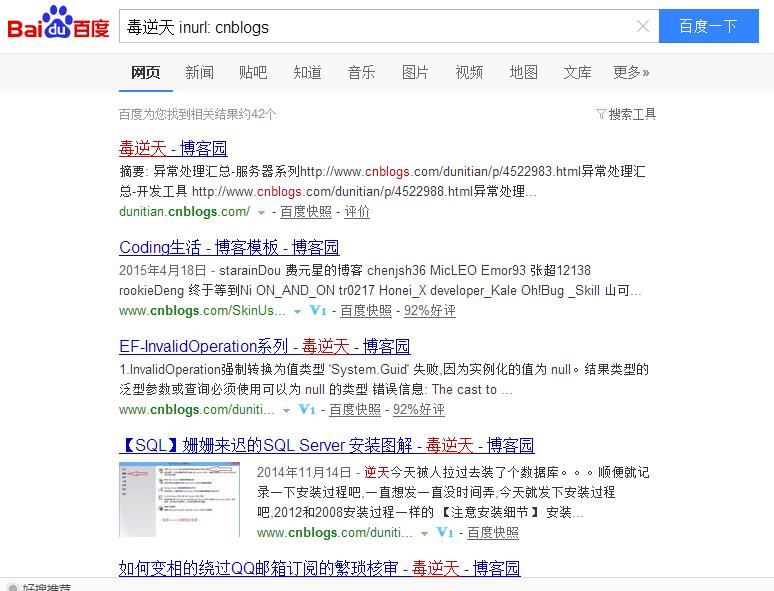 Bai du 百度
毒逆天 inurl: cnblogs
百度一下
网页 新闻 贴吧 知道 音乐 图片 视频 地图 文库 更多»
百度为您找到相关结果约42个
搜索工具
毒逆天 - 博客园
摘要: 异常处理汇总-服务器系列http://www.cnblogs.com/dunitian/p/4522983.html异常处理汇
总-开发工具 http://www.cnblogs.com/dunitian/p/4522988.html异常处理...
dunitian.cnblogs.com/ - 百度快照 - 评价
Coding生活 - 博客模板 - 博客园
2015年4月18日 - starainDou 费元星的博客 chenjsh36 MicLEO Emor93 张超12138
rookieDeng 终于等到Ni ON_AND_ON tr0217 Honei_X developer_Kale Oh!Bug _Skill 山可...
www.cnblogs.com/SkinUs... V1 - 百度快照 - 92%好评
EF-InvalidOperation系列 - 毒逆天 - 博客园
1.InvalidOperation强制转换为值类型 'System.Guid' 失败,因为实例化的值为 null。结果类型的
泛型参数或查询必须使用可以为 null 的类型 错误信息: The cast to ...
www.cnblogs.com/duniti... V1 - 百度快照 - 92%好评
【SQL】姗姗来迟的SQL Server 安装图解 - 毒逆天 - 博客园
2014年11月14日 - 逆天今天被人拉过去装了个数据库。。。顺便就记
录一下安装过程吧,一直想发一直没时间弄,今天就发下安装过程
吧,2012和2008安装过程一样的 【注意安装细节】 安装...
www.cnblogs.com/duniti... V1 - 百度快照
如何变相的绕过QQ邮箱订阅的繁琐核审 - 毒逆天 - 博客园
好搜推荐